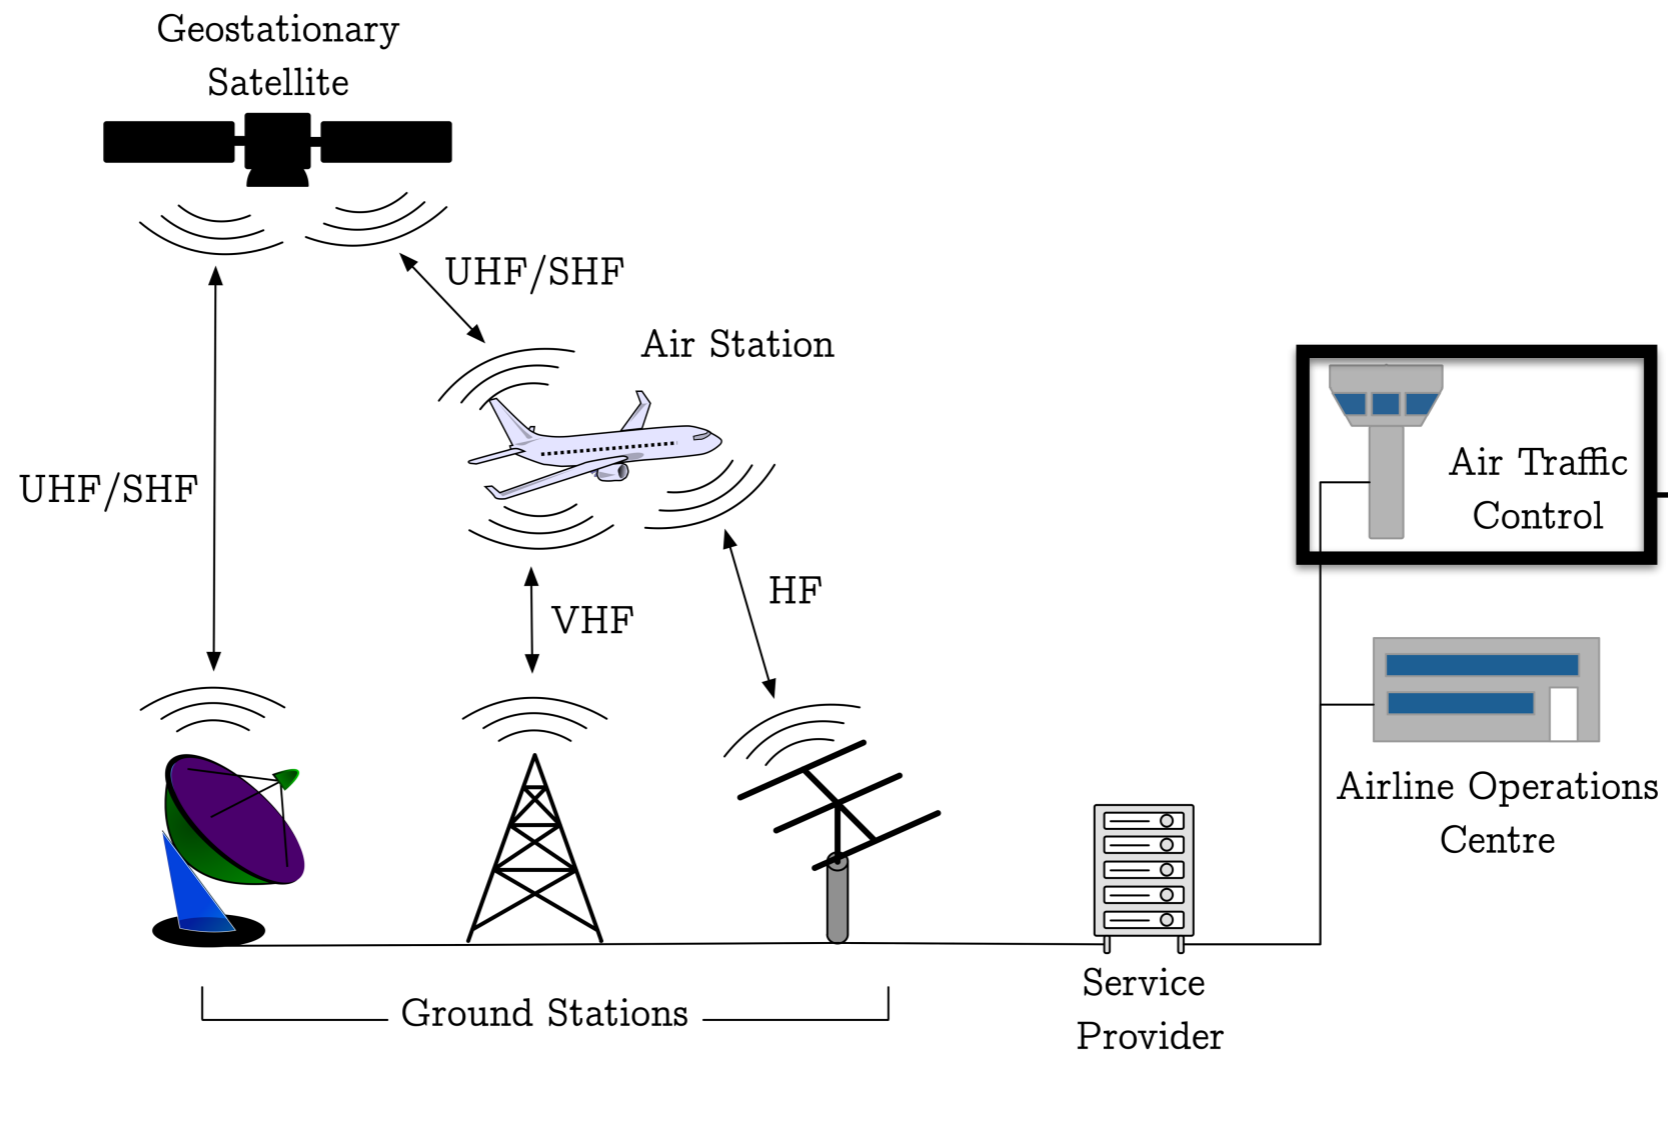 Geostationary
Satellite
UHF/SHF
Air Station
UHF/SHF
Air Traffic
Control
HF
VHF
Airline Operations
Centre
Service
Provider
Ground Stations